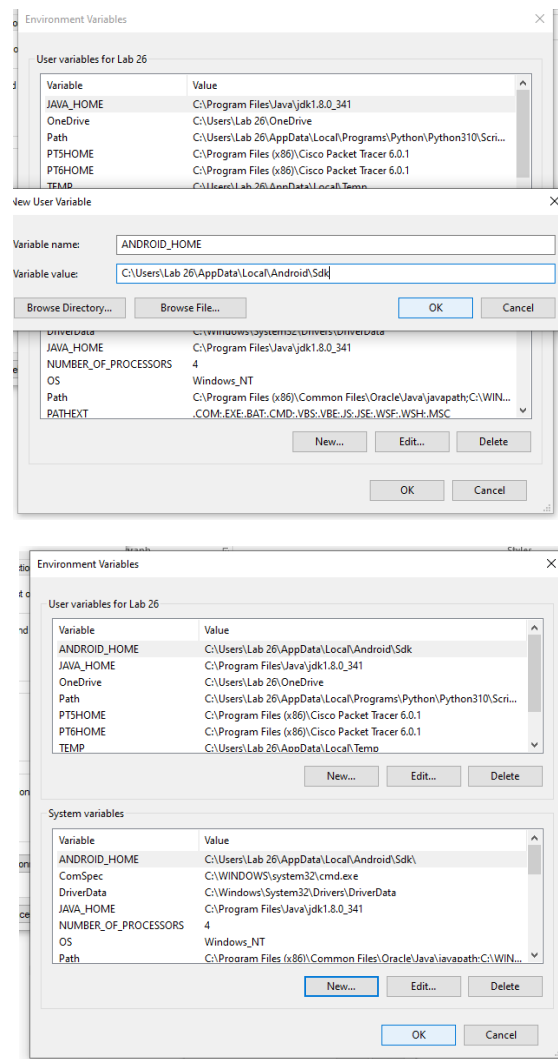 Environment Variables
User variables for Lab 26
Variable Value
JAVA_HOME C:\Program Files\Java\jdk1.8.0_341
OneDrive C:\Users\Lab 26\OneDrive
Path C:\Users\Lab 26\AppData\Local\Programs\Python\Python310\Scri...
PT5HOME C:\Program Files (x86)\Cisco Packet Tracer 6.0.1
PT6HOME C:\Program Files (x86)\Cisco Packet Tracer 6.0.1
TEMP C:\Users\Lab 26\AppData\Local\Temp
New User Variable
Variable name: ANDROID_HOME
Variable value: C:\Users\Lab 26\AppData\Local\Android\Sdk
Browse Directory... Browse File... OK Cancel
DriverData C:\Windows\System32\Drivers\DriverData
JAVA_HOME C:\Program Files\Java\jdk1.8.0_341
NUMBER_OF_PROCESSORS 4
OS Windows_NT
Path C:\Program Files (x86)\Common Files\Oracle\Java\javapath;C:\WIN...
PATHEXT .COM;.EXE;.BAT;.CMD;.VBS;.VBE;.JS;.JSE;.WSF;.WSH;.MSC
New... Edit... Delete
OK Cancel
Environment Variables
User variables for Lab 26
Variable Value
ANDROID_HOME C:\Users\Lab 26\AppData\Local\Android\Sdk
JAVA_HOME C:\Program Files\Java\jdk1.8.0_341
OneDrive C:\Users\Lab 26\OneDrive
Path C:\Users\Lab 26\AppData\Local\Programs\Python\Python310\Scri...
PT5HOME C:\Program Files (x86)\Cisco Packet Tracer 6.0.1
PT6HOME C:\Program Files (x86)\Cisco Packet Tracer 6.0.1
TEMP C:\Users\Lab 26\AppData\Local\Temp
New... Edit... Delete
System variables
Variable Value
ANDROID_HOME C:\Users\Lab 26\AppData\Local\Android\Sdk\
ComSpec C:\WINDOWS\system32\cmd.exe
DriverData C:\Windows\System32\Drivers\DriverData
JAVA_HOME C:\Program Files\Java\jdk1.8.0_341
NUMBER_OF_PROCESSORS 4
OS Windows_NT
Path C:\Program Files (x86)\Common Files\Oracle\Java\javapath;C:\WIN...
New... Edit... Delete
OK Cancel